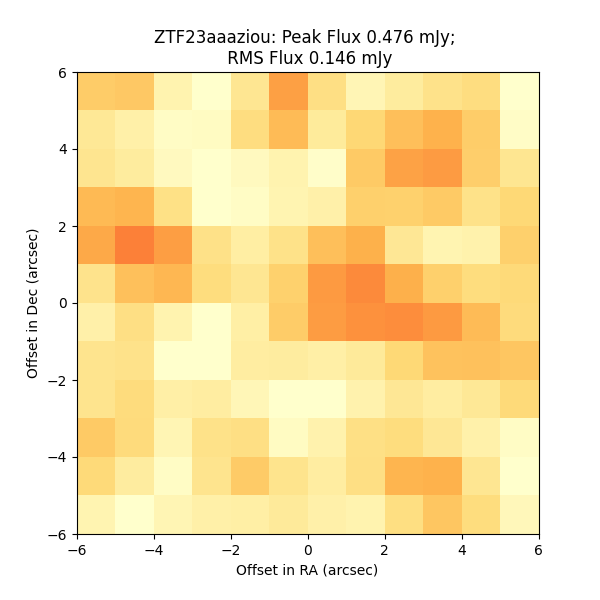 ZTF23aaaziou: Peak Flux 0.476 mJy;
RMS Flux 0.146 mJy
6
4
2
0
−2
−4
−6
Offset in Dec (arcsec)
−6 −4 −2 0 2 4 6
Offset in RA (arcsec)